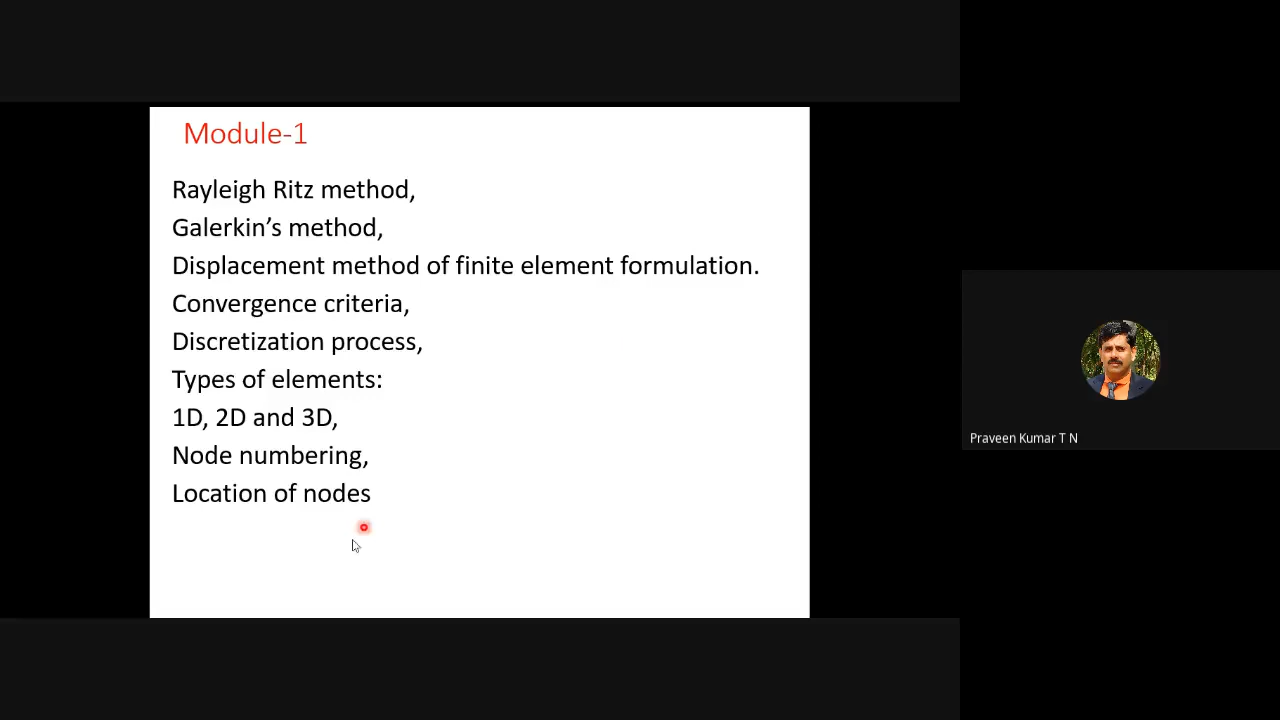 Module-1
Rayleigh Ritz method,
Galerkin’s method,
Displacement method of finite element formulation.
Convergence criteria,
Discretization process,
Types of elements:
1D, 2D and 3D,
Node numbering,
Location of nodes
Praveen Kumar T N